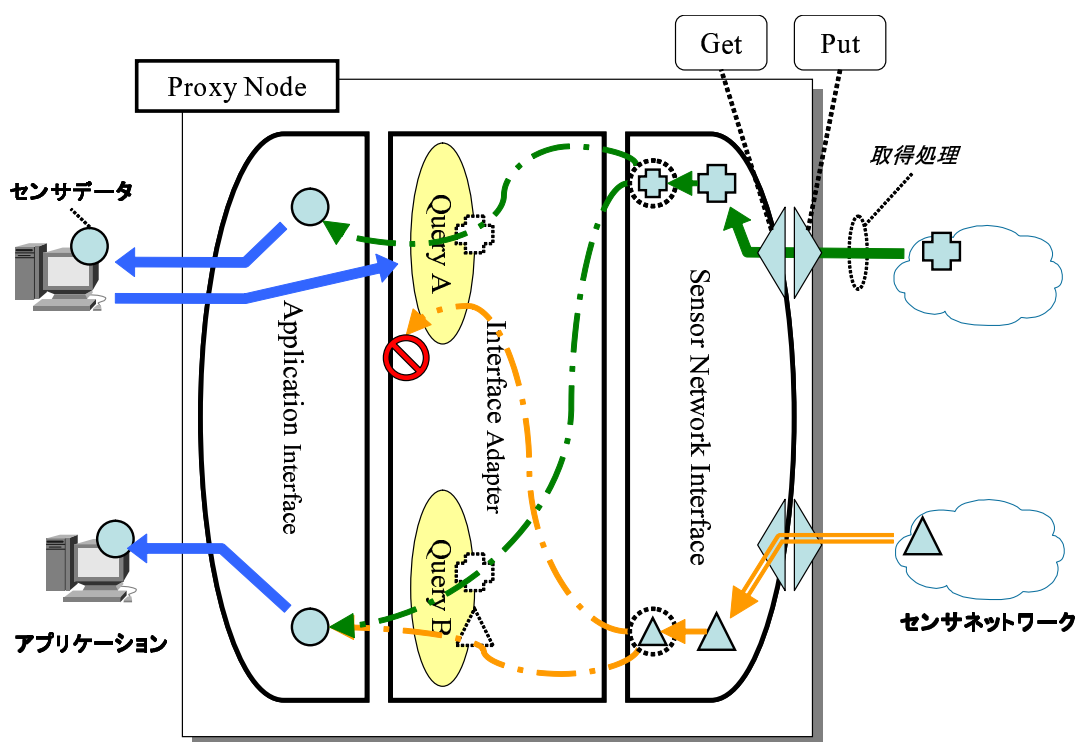 Get
Put
Proxy Node
取得処理
センサデータ
Query A
Application Interface
Interface Adapter
Sensor Network Interface
Query B
アプリケーション
センサネットワーク